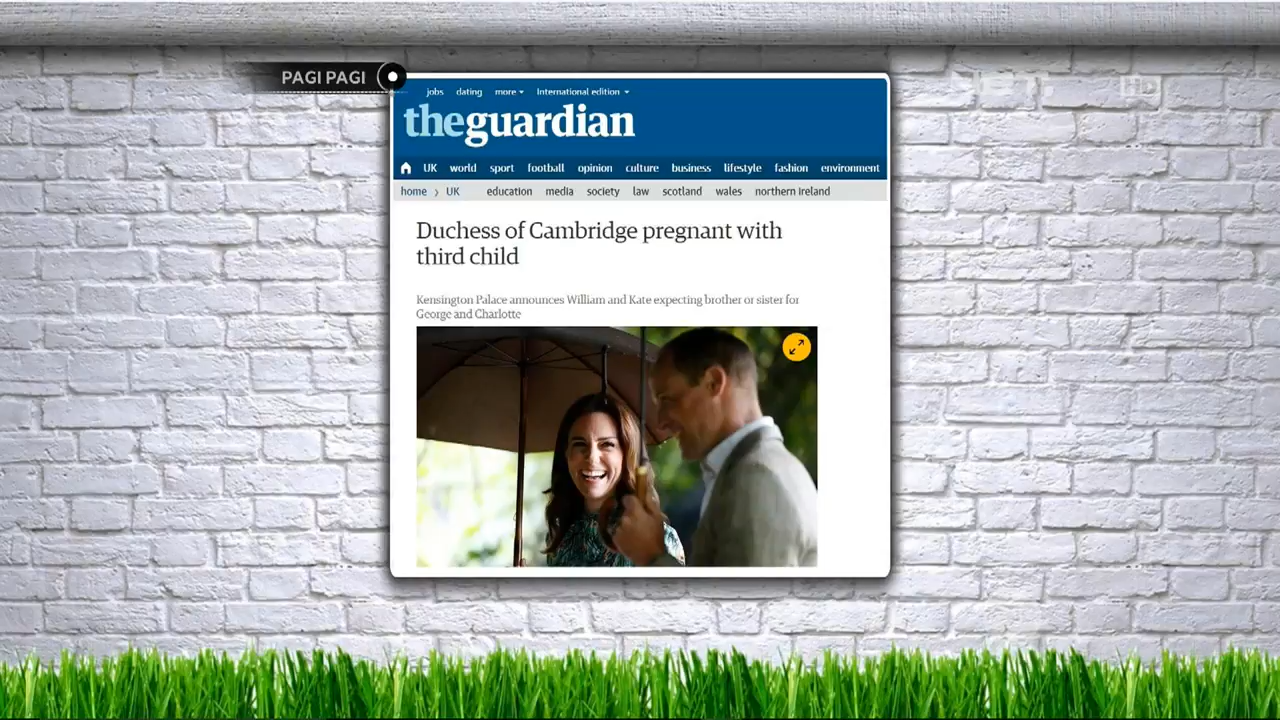 PAGI PAGI
jobs dating more International edition
theguardian
UK world sport football opinion culture business lifestyle fashion environment
home › UK education media society law scotland wales northern ireland
Duchess of Cambridge pregnant with
third child
Kensington Palace announces William and Kate expecting brother or sister for
George and Charlotte
HD